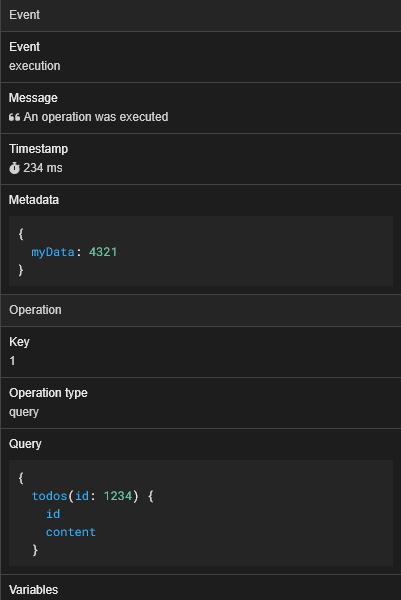 Event
Event
execution
Message
❝ An operation was executed
Timestamp
234 ms
Metadata
{
  myData: 4321
}
Operation
Key
1
Operation type
query
Query
{
  todos(id: 1234) {
    id
    content
  }
Variables